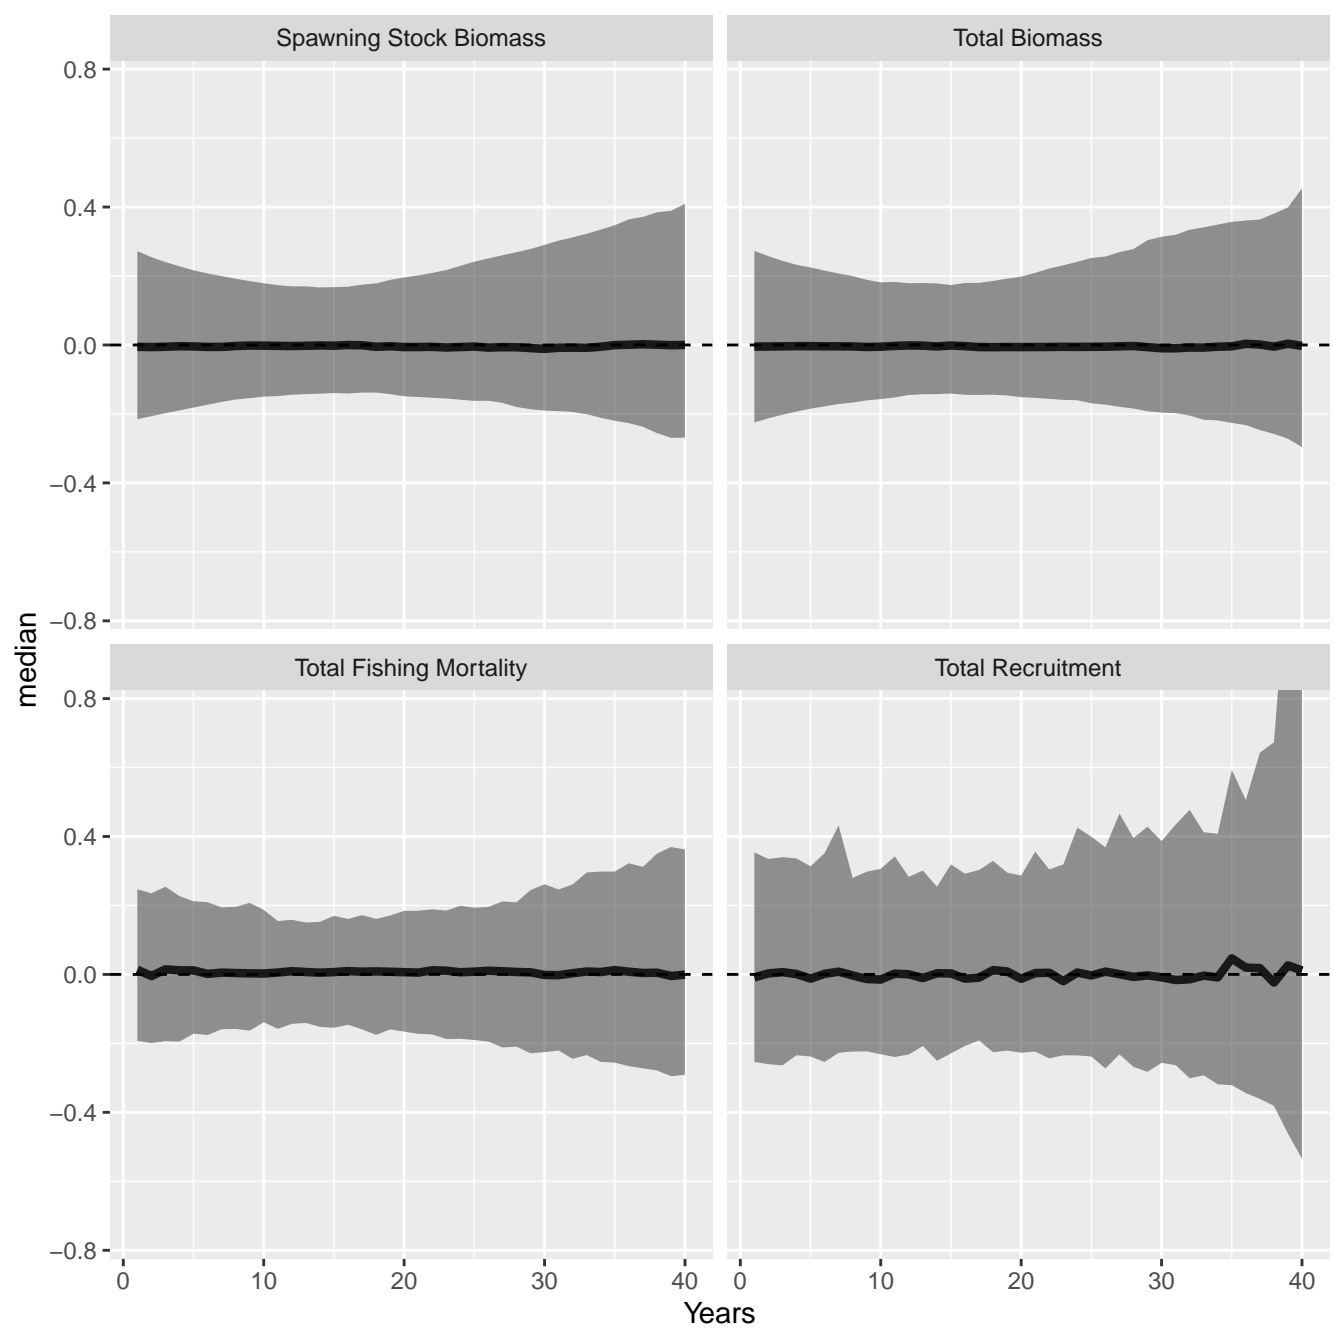 Spawning Stock Biomass
Total Biomass
0.8
0.4
0.0
−0.4
−0.8
median
Total Fishing Mortality
Total Recruitment
0.8
0.4
0.0
−0.4
−0.8
0 10 20 30 40
0 10 20 30 40
Years